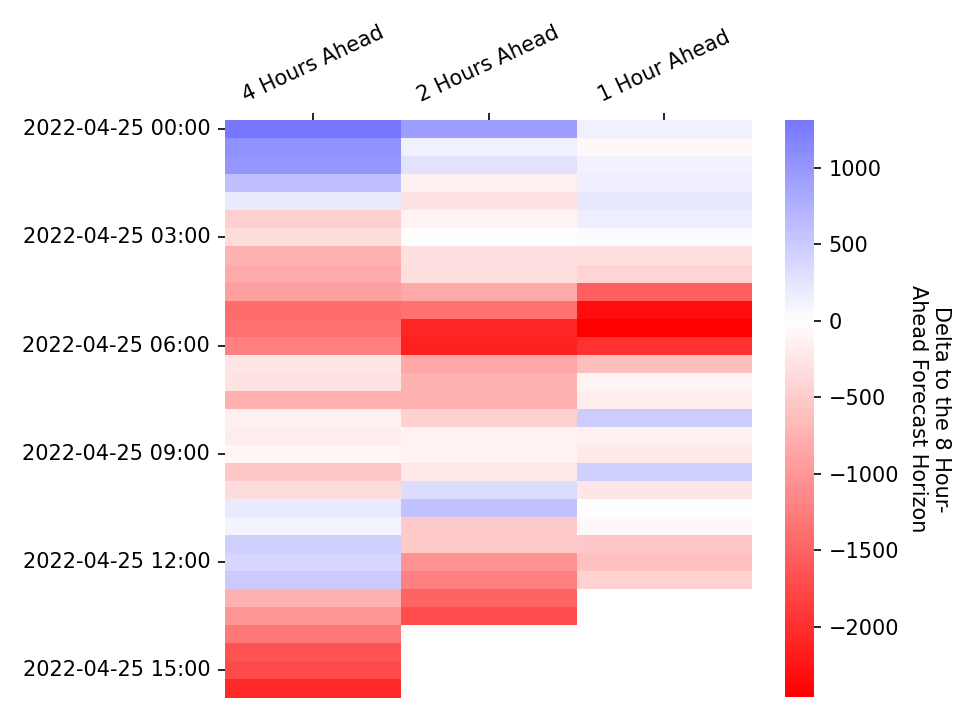 4 Hours Ahead
2 Hours Ahead
1 Hour Ahead
2022-04-25 00:00
2022-04-25 03:00
2022-04-25 06:00
2022-04-25 09:00
2022-04-25 12:00
2022-04-25 15:00
1000
500
0
−500
−1000
−1500
−2000
Delta to the 8 Hour-
Ahead Forecast Horizon